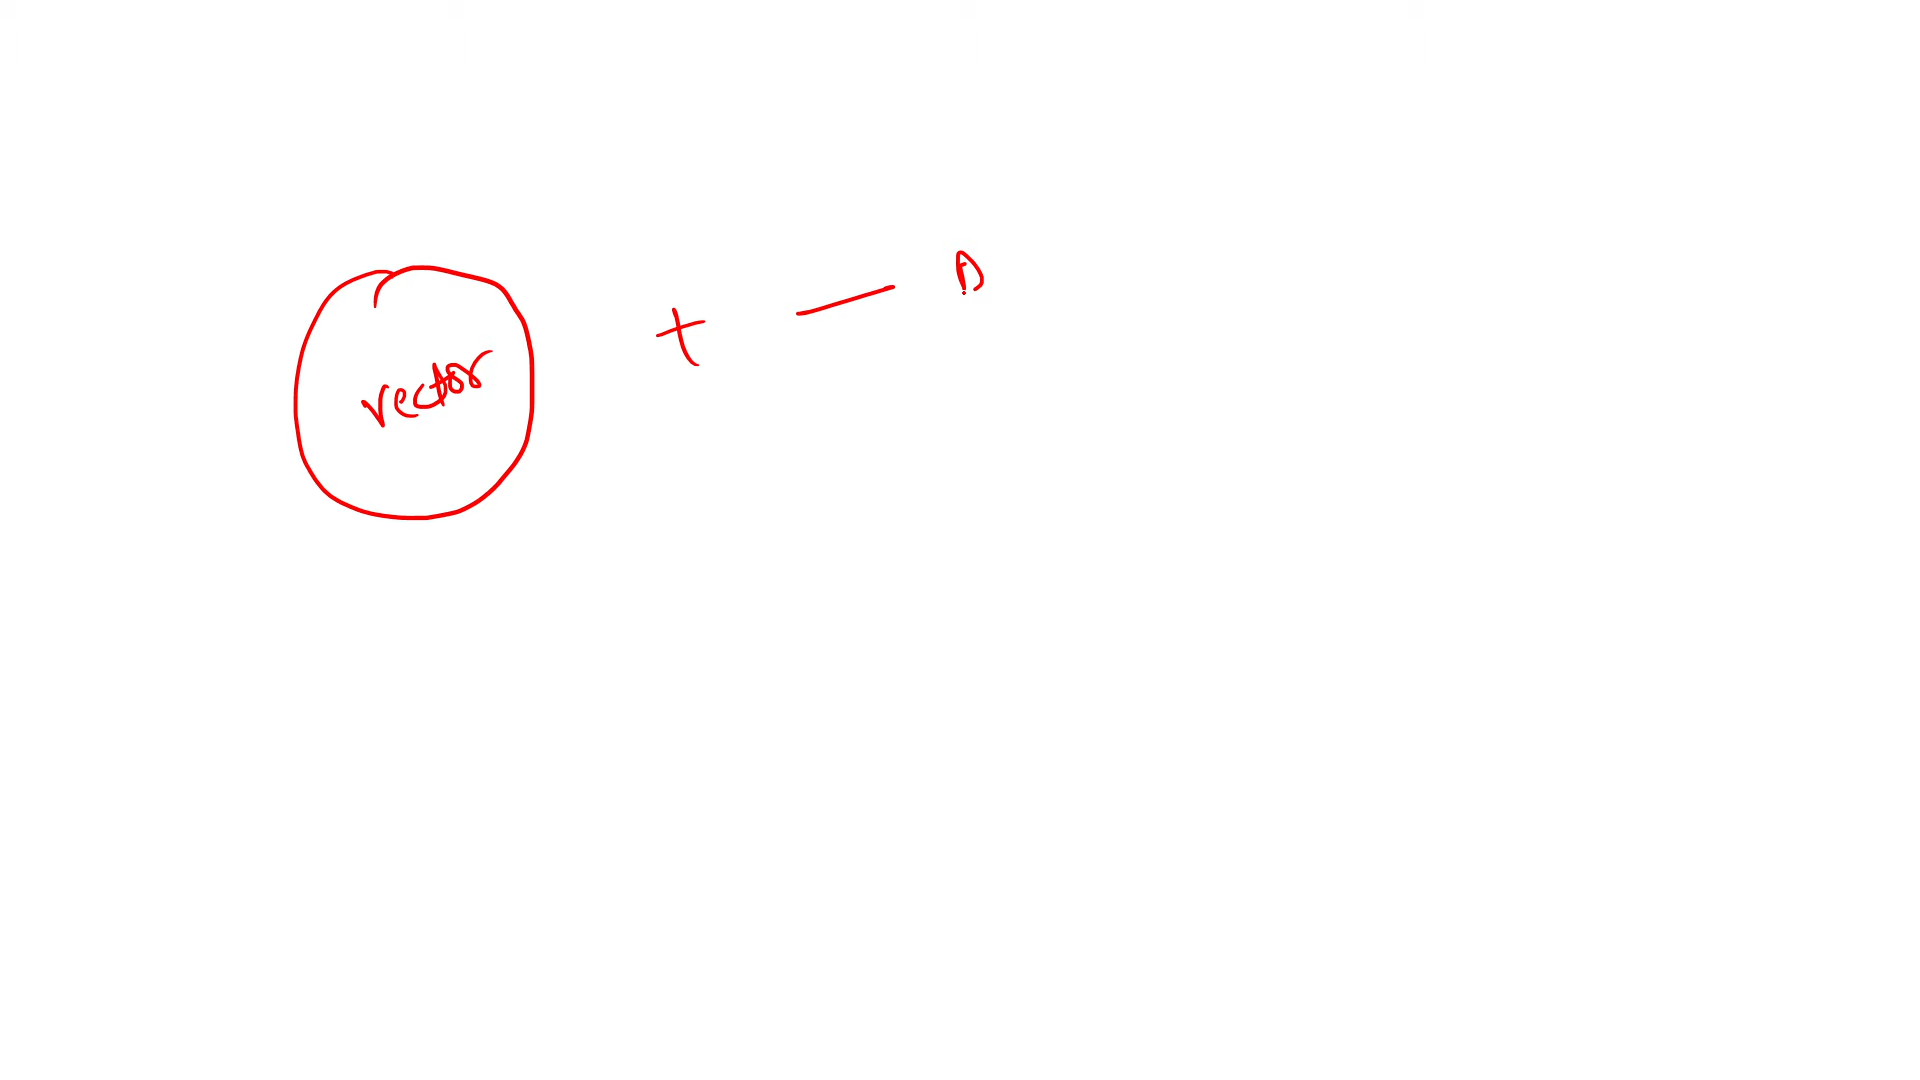 vector + — D